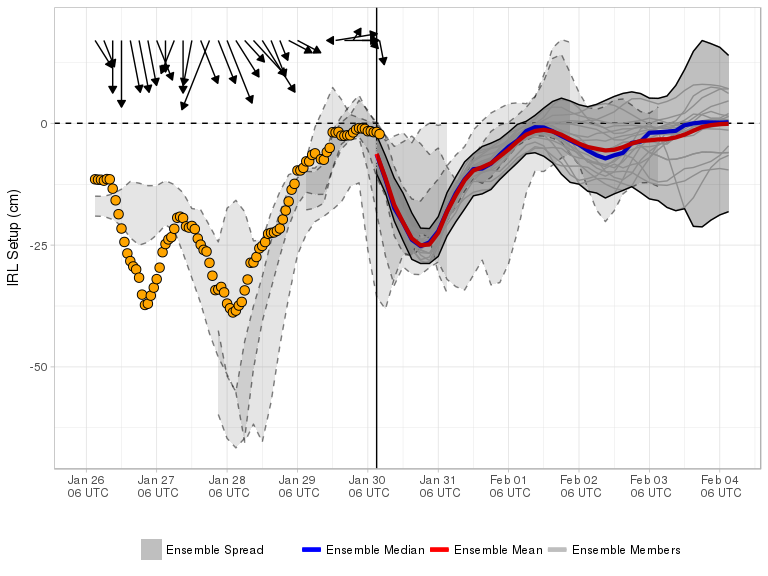 IRL Setup (cm)
0
-25
-50
Jan 26
06 UTC
Jan 27
06 UTC
Jan 28
06 UTC
Jan 29
06 UTC
Jan 30
06 UTC
Jan 31
06 UTC
Feb 01
06 UTC
Feb 02
06 UTC
Feb 03
06 UTC
Feb 04
06 UTC
Ensemble Spread
Ensemble Median
Ensemble Mean
Ensemble Members